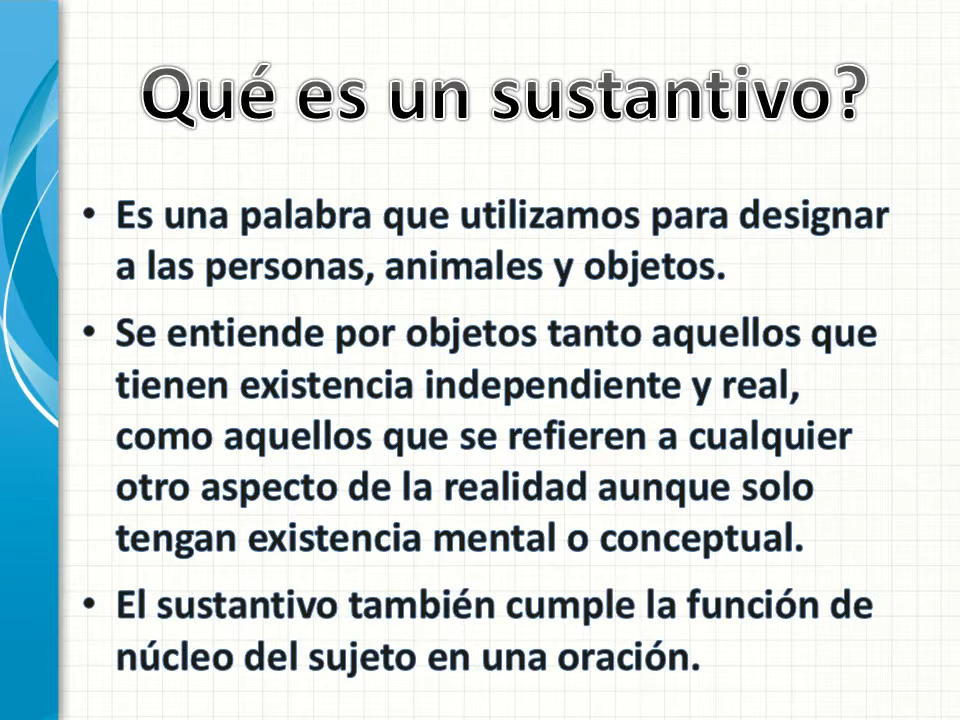 Qué es un sustantivo?
• Es una palabra que utilizamos para designar
a las personas, animales y objetos.
• Se entiende por objetos tanto aquellos que
tienen existencia independiente y real,
como aquellos que se refieren a cualquier
otro aspecto de la realidad aunque solo
tengan existencia mental o conceptual.
• El sustantivo también cumple la función de
núcleo del sujeto en una oración.